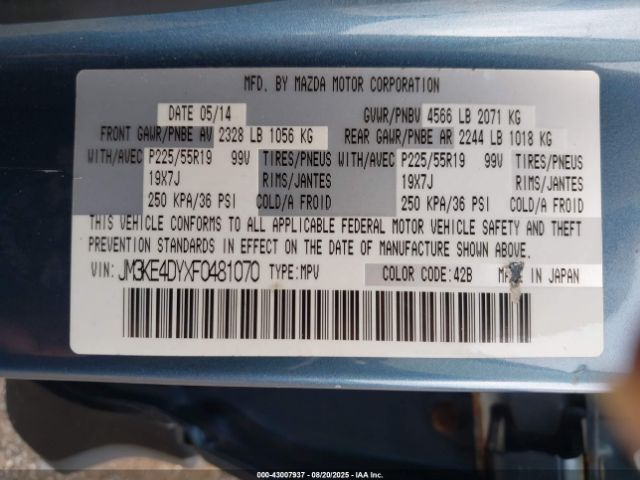 MFD. BY MAZDA MOTOR CORPORATION
DATE 05/14 GVWR/PNBV 4566 LB 2071 KG
FRONT GAWR/PNBE AV 2328 LB 1056 KG REAR GAWR/PNBE AR 2244 LB 1018 KG
WITH/AVEC P225/55R19 99V TIRES/PNEUS WITH/AVEC P225/55R19 99V TIRES/PNEUS
19X7J RIMS/JANTES 19X7J RIMS/JANTES
250 KPA/36 PSI COLD/A FROID 250 KPA/36 PSI COLD/A FROID
THIS VEHICLE CONFORMS TO ALL APPLICABLE FEDERAL MOTOR VEHICLE SAFETY AND THEFT
PREVENTION STANDARDS IN EFFECT ON THE DATE OF MANUFACTURE SHOWN ABOVE.
VIN: JM3KE4DYXF0481070 TYPE:MPV COLOR CODE:42B IN JAPAN
000-43007937 - 08/20/2025 - IAAI.com